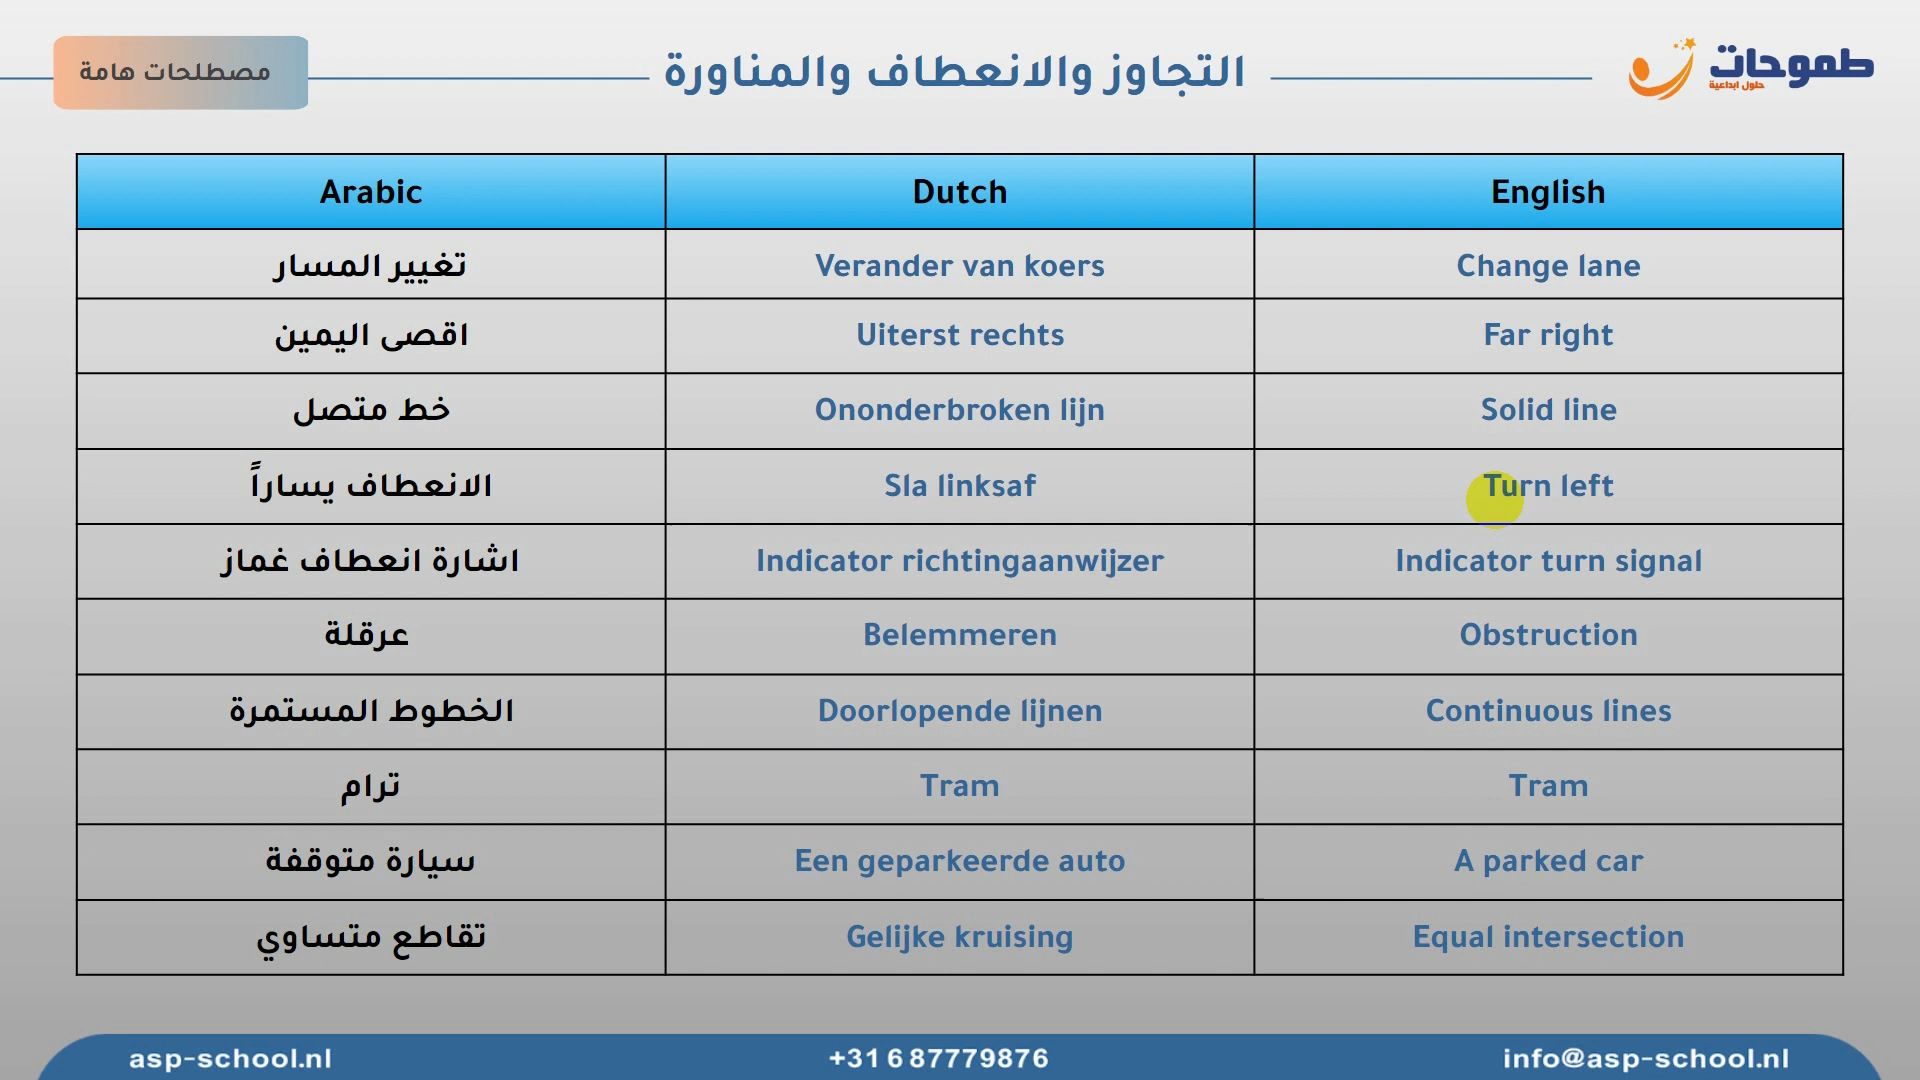 مصطلحات هامة
التجاوز والانعطاف والمناورة
طموحات
حلول ابداعية
Arabic Dutch English
تغيير المسار Verander van koers Change lane
اقصى اليمين Uiterst rechts Far right
خط متصل Ononderbroken lijn Solid line
الانعطاف يساراً Sla linksaf Turn left
اشارة انعطاف غماز Indicator richtingaanwijzer Indicator turn signal
عرقلة Belemmeren Obstruction
الخطوط المستمرة Doorlopende lijnen Continuous lines
ترام Tram Tram
سيارة متوقفة Een geparkeerde auto A parked car
تقاطع متساوي Gelijke kruising Equal intersection
asp-school.nl +31 6 87779876 info@asp-school.nl